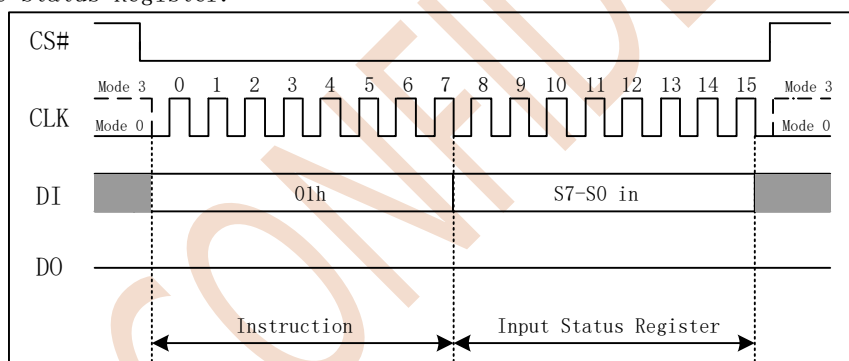 Status Register.
CS#
Mode 3 0 1 2 3 4 5 6 7 8 9 10 11 12 13 14 15 Mode 3
CLK
Mode 0 Mode 0
DI 01h S7-S0 in
DO
Instruction Input Status Register